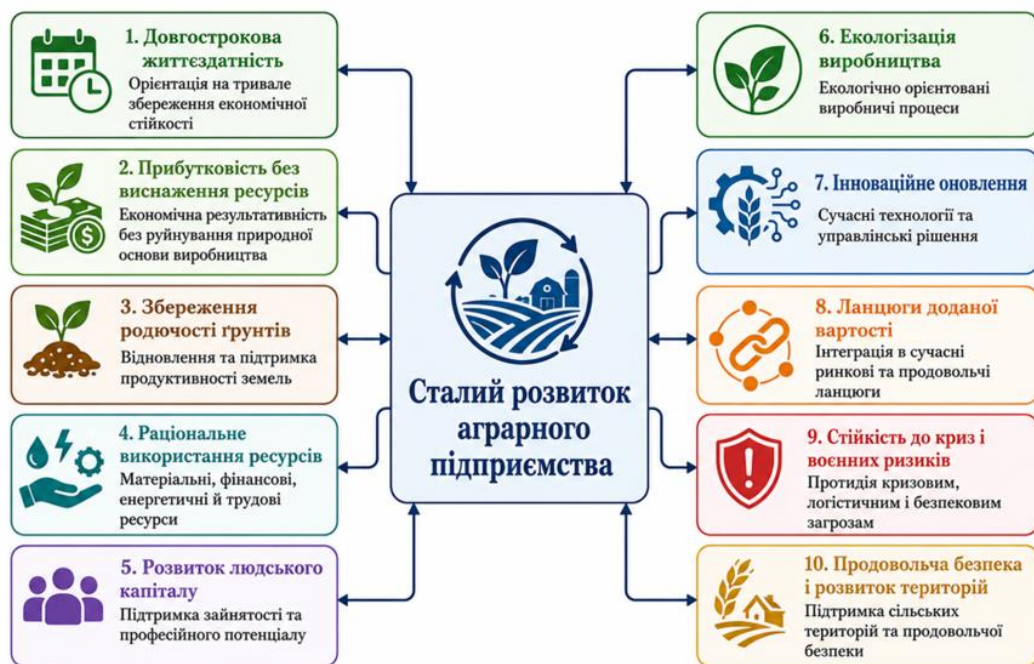 1. Довгострокова
життєздатність
Орієнтація на тривале
збереження економічної
стійкості
2. Прибутковість без
виснаження ресурсів
Економічна результативність
без руйнування природної
основи виробництва
3. Збереження
родючості ґрунтів
Відновлення та підтримка
продуктивності земель
4. Раціональне
використання ресурсів
Матеріальні, фінансові,
енергетичні й трудові
ресурси
5. Розвиток людського
капіталу
Підтримка зайнятості та
професійного потенціалу
Сталий розвиток
аграрного
підприємства
6. Екологізація
виробництва
Екологічно орієнтовані
виробничі процеси
7. Інноваційне оновлення
Сучасні технології та
управлінські рішення
8. Ланцюги доданої
вартості
Інтеграція в сучасні
ринкові та продовольчі
ланцюги
9. Стійкість до криз і
воєнних ризиків
Протидія кризовим,
логістичним і безпековим
загрозам
10. Продовольча безпека
і розвиток територій
Підтримка сільських
територій та продовольчої
безпеки